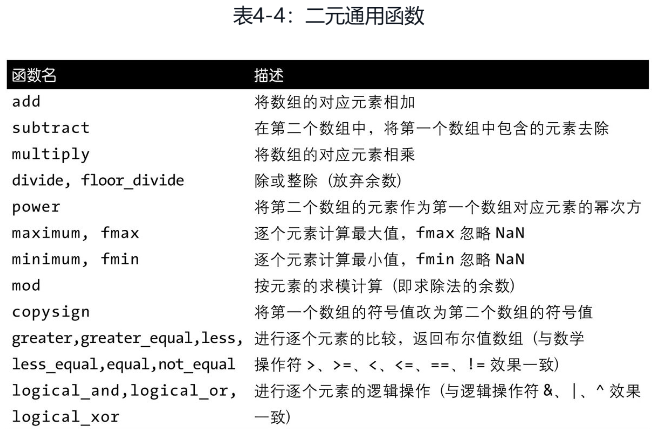 表4-4：二元通用函数
函数名 描述
add 将数组的对应元素相加
subtract 在第二个数组中，将第一个数组中包含的元素去除
multiply 将数组的对应元素相乘
divide, floor_divide 除或整除（放弃余数）
power 将第二个数组的元素作为第一个数组对应元素的幂次方
maximum, fmax 逐个元素计算最大值，fmax 忽略 NaN
minimum, fmin 逐个元素计算最小值，fmin 忽略 NaN
mod 按元素的求模计算（即求除法的余数）
copysign 将第一个数组的符号值改为第二个数组的符号值
greater,greater_equal,less, 进行逐个元素的比较，返回布尔值数组（与数学
less_equal,equal,not_equal 操作符 >、>=、<、<=、==、!= 效果一致）
logical_and,logical_or, 进行逐个元素的逻辑操作（与逻辑操作符 &、|、^ 效果
logical_xor 一致）